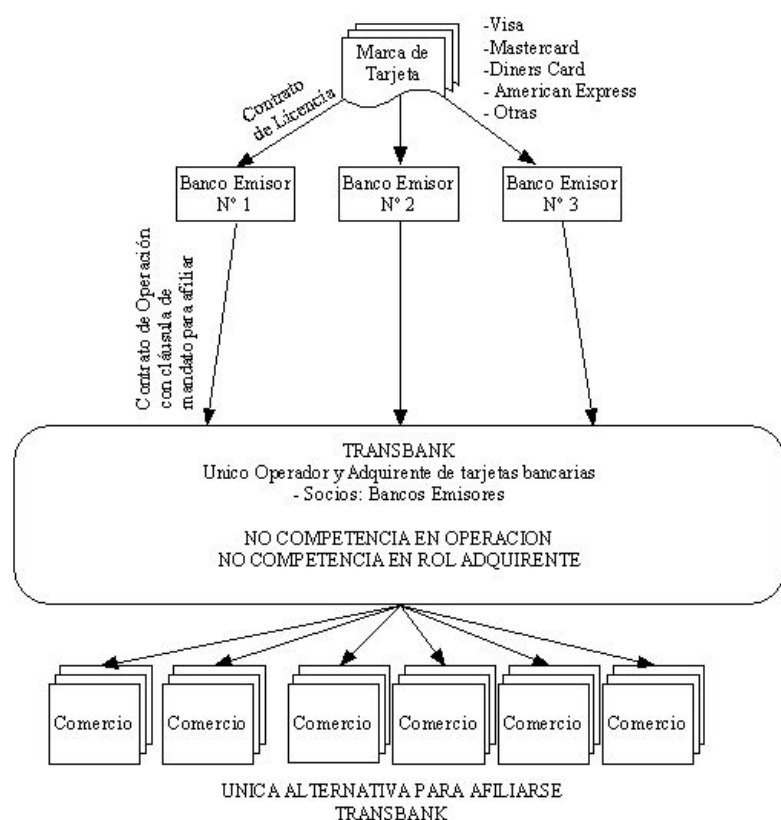 Marca de
Tarjeta
-Visa
-Mastercard
-Diners Card
- American Express
- Otras
Contrato
de Licencia
Banco Emisor
Nº 1
Banco Emisor
Nº 2
Banco Emisor
Nº 3
Contrato de Operación
con cláusula de
mandato para afiliar
TRANSBANK
Unico Operador y Adquirente de tarjetas bancarias
- Socios: Bancos Emisores
NO COMPETENCIA EN OPERACION
NO COMPETENCIA EN ROL ADQUIRENTE
Comercio
Comercio
Comercio
Comercio
Comercio
Comercio
UNICA ALTERNATIVA PARA AFILIARSE
TRANSBANK